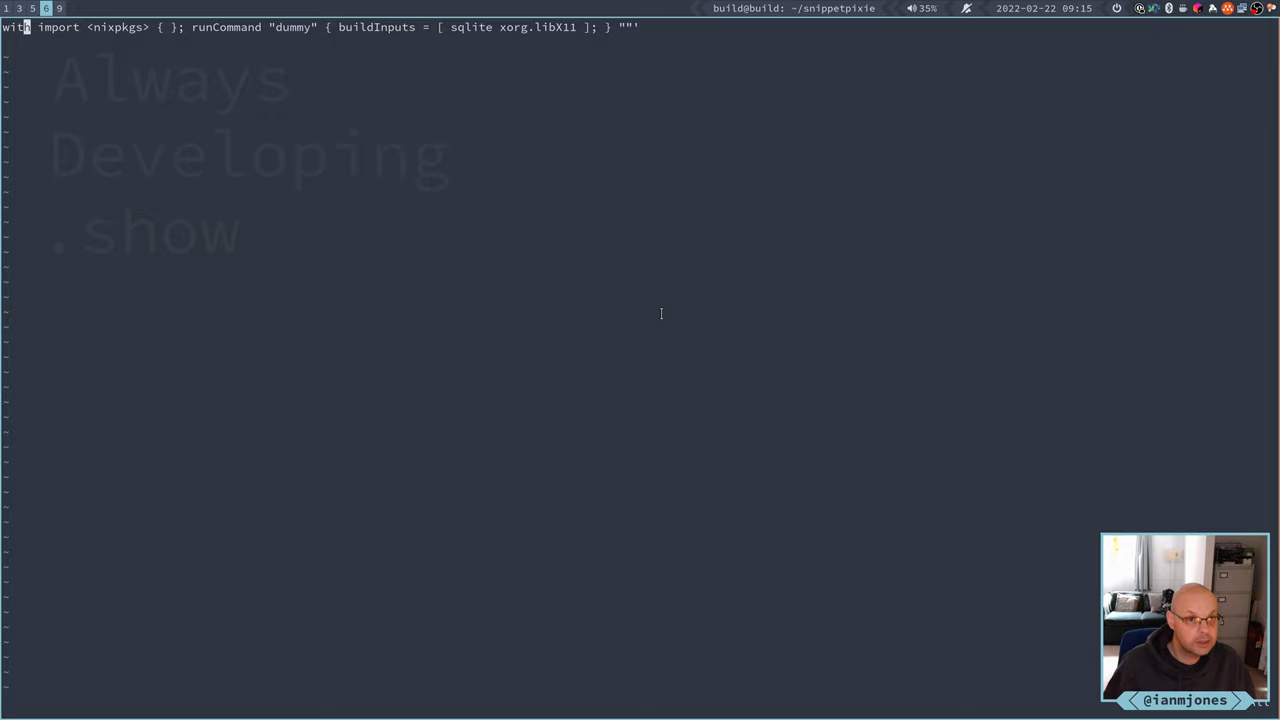 1 3 5 6 9 build@build: ~/snippetpixie 35% 2022-02-22 09:15
with import <nixpkgs> { }; runCommand "dummy" { buildInputs = [ sqlite xorg.libX11 ]; } ""'
Always
Developing
.show
@ianmjones